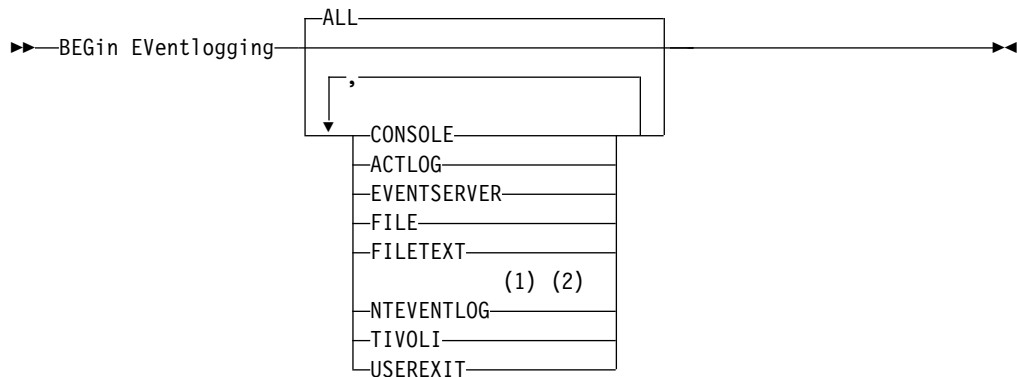 ALL
BEGin EVentlogging
,
CONSOLE
ACTLOG
EVENTSERVER
FILE
FILETEXT
(1) (2)
NTEVENTLOG
TIVOLI
USEREXIT